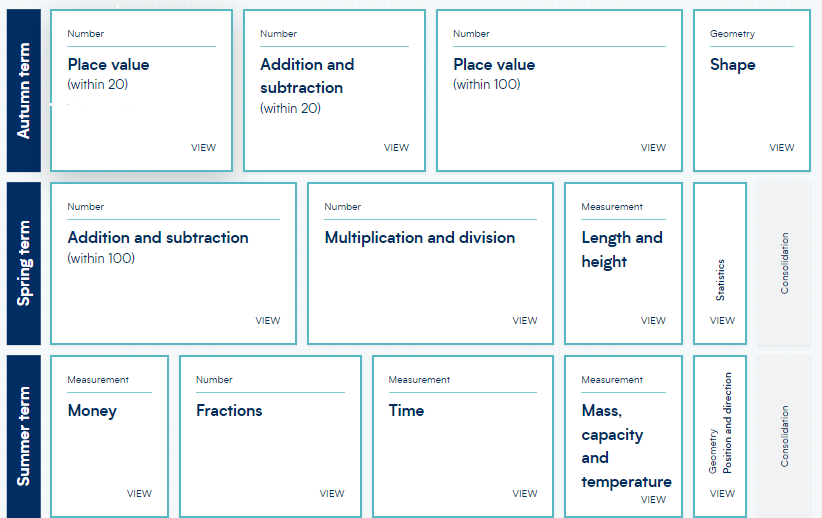 Autumn term
Number
Place value
(within 20)
VIEW
Number
Addition and
subtraction
(within 20)
VIEW
Number
Place value
(within 100)
VIEW
Geometry
Shape
VIEW
Spring term
Number
Addition and subtraction
(within 100)
VIEW
Number
Multiplication and division
VIEW
Measurement
Length and
height
VIEW
Statistics
VIEW
Consolidation
Summer term
Measurement
Money
VIEW
Number
Fractions
VIEW
Measurement
Time
VIEW
Measurement
Mass,
capacity
and
temperature
VIEW
Geometry
Position and direction
VIEW
Consolidation